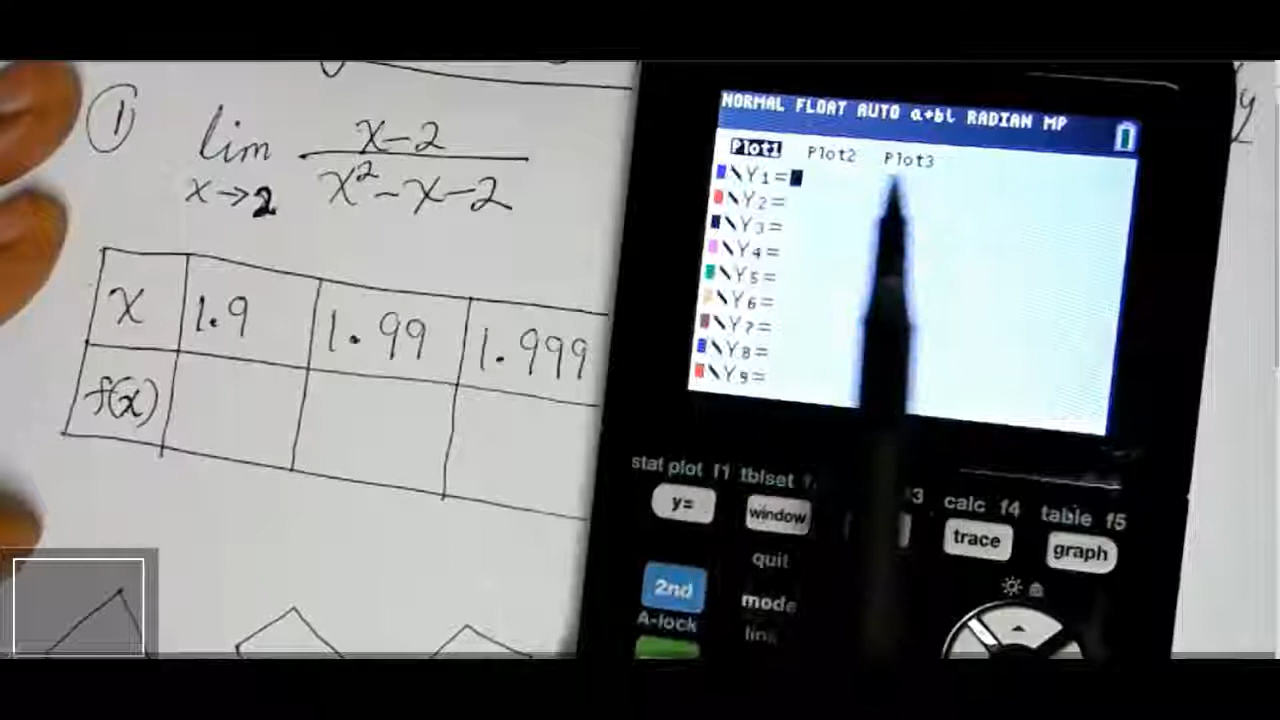 ① lim x→2 (x-2)/(x²-x-2)
x 1.9 1.99 1.999
f(x)
NORMAL FLOAT AUTO a+bi RADIAN MP
Plot1 Plot2 Plot3
\Y1=
\Y2=
\Y3=
\Y4=
\Y5=
\Y6=
\Y7=
\Y8=
\Y9=
stat plot f1 tblset f3 calc f4 table f5
y= window trace graph
quit
2nd mode
A-lock link
y